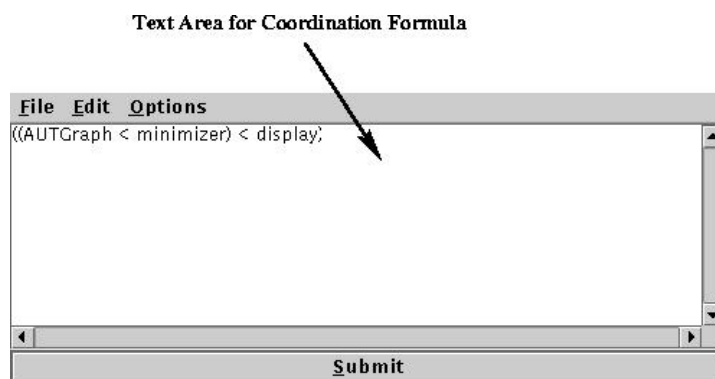 Text Area for Coordination Formula
File Edit Options
((AUTGraph < minimizer) < display)
Submit